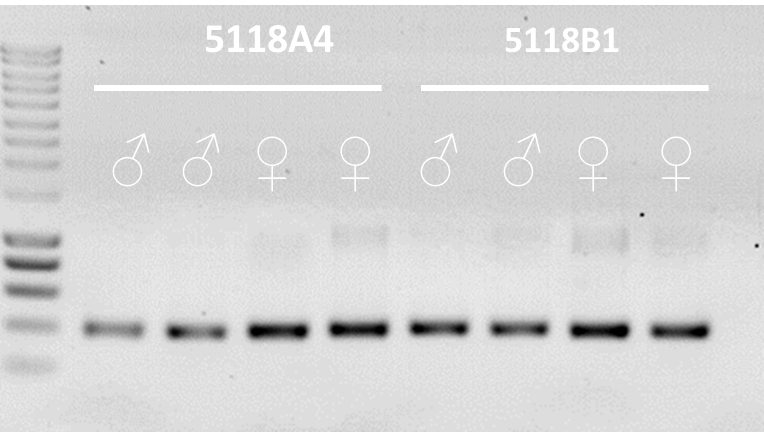 5118A4 5118B1
♂ ♂ ♀ ♀ ♂ ♂ ♀ ♀